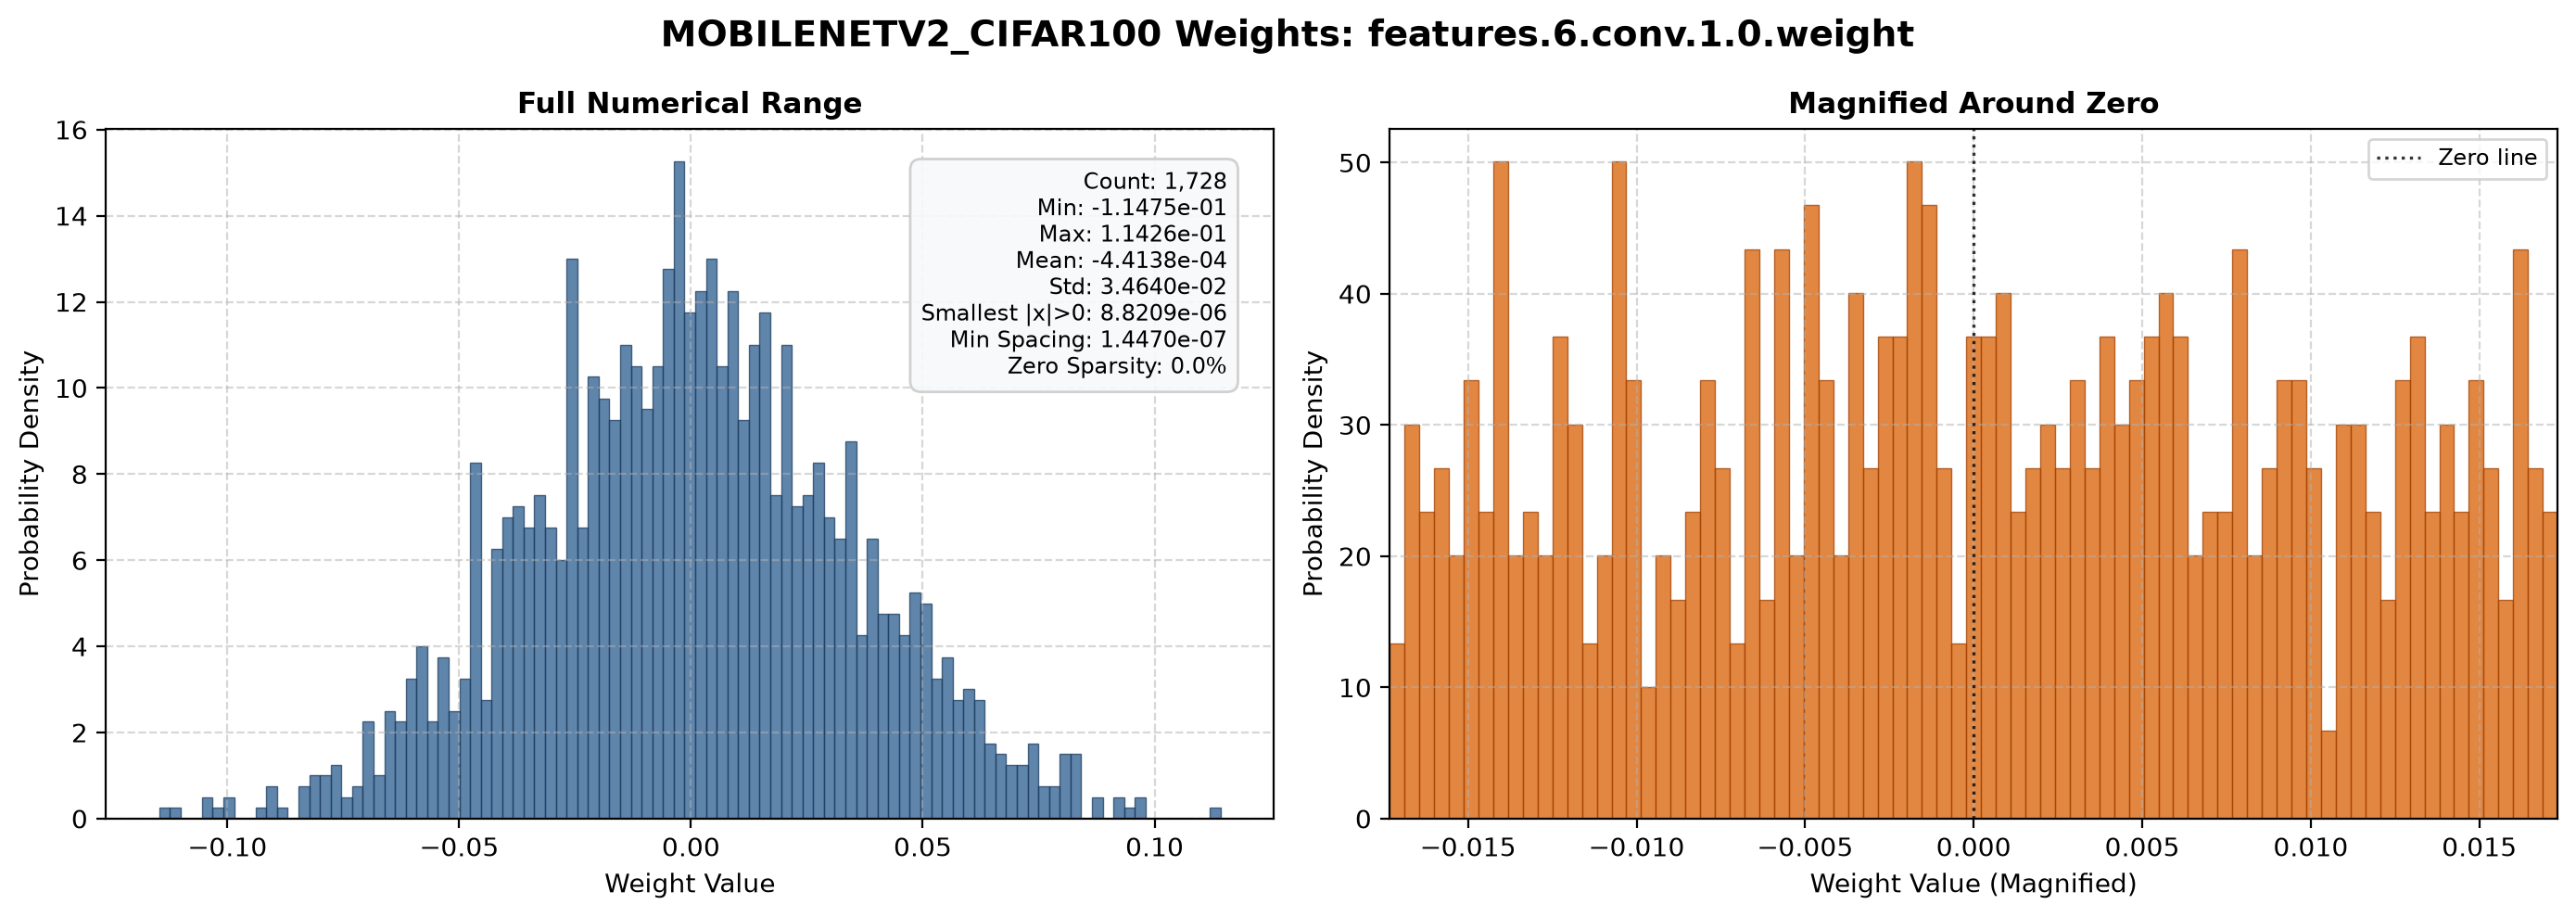 MOBILENETV2_CIFAR100 Weights: features.6.conv.1.0.weight
Full Numerical Range
Probability Density
16
14
12
10
8
6
4
2
0
Count: 1,728
Min: -1.1475e-01
Max: 1.1426e-01
Mean: -4.4138e-04
Std: 3.4640e-02
Smallest |x|>0: 8.8209e-06
Min Spacing: 1.4470e-07
Zero Sparsity: 0.0%
−0.10 −0.05 0.00 0.05 0.10
Weight Value
Magnified Around Zero
Probability Density
50
40
30
20
10
0
Zero line
−0.015 −0.010 −0.005 0.000 0.005 0.010 0.015
Weight Value (Magnified)